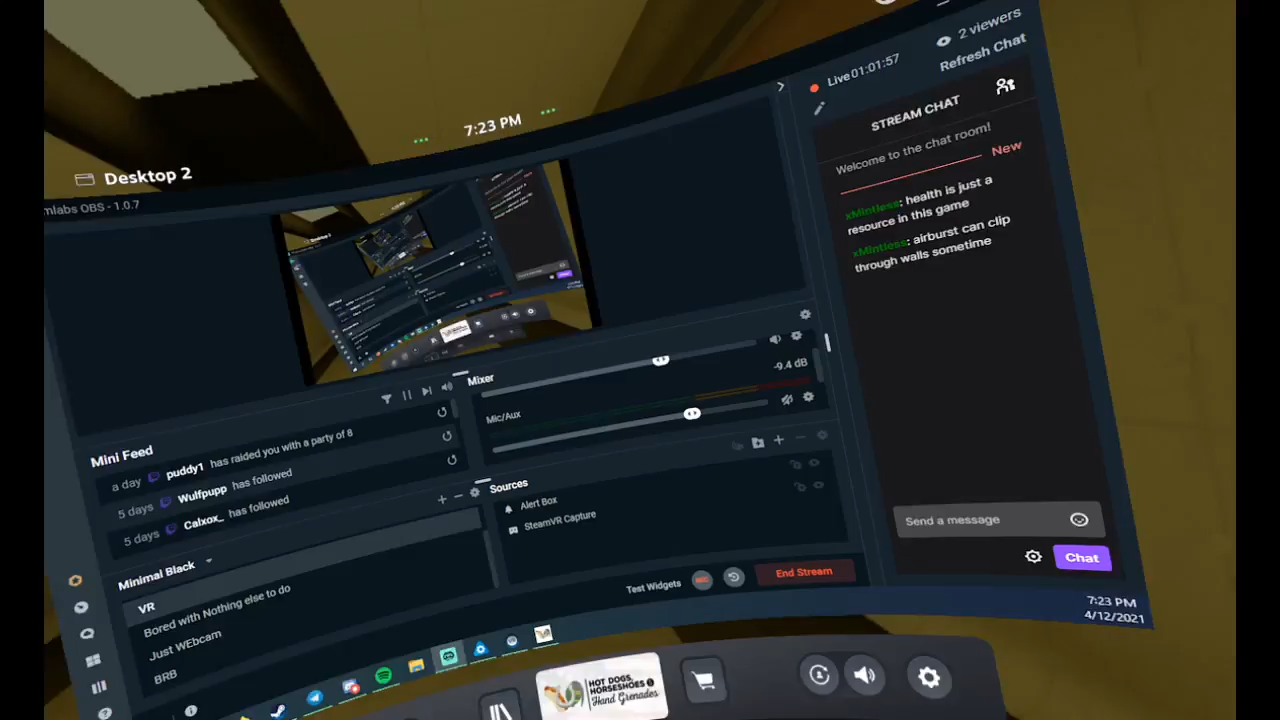 Desktop 2
7:23 PM
mlabs OBS - 1.0.7
Live 01:01:57
2 viewers
Refresh Chat
STREAM CHAT
Welcome to the chat room!
New
xMintless: health is just a
resource in this game
xMintless: airburst can clip
through walls sometime
Send a message
Chat
Mixer
-9.4 dB
Mic/Aux
Mini Feed
a day puddy1 has raided you with a party of 8
5 days Wulfpupp has followed
5 days Calxox_ has followed
Minimal Black
VR
Bored with Nothing else to do
Just WEbcam
BRB
Sources
Alert Box
SteamVR Capture
Test Widgets
REC
End Stream
7:23 PM
4/12/2021
HOT DOGS,
HORSESHOES &
Hand Grenades